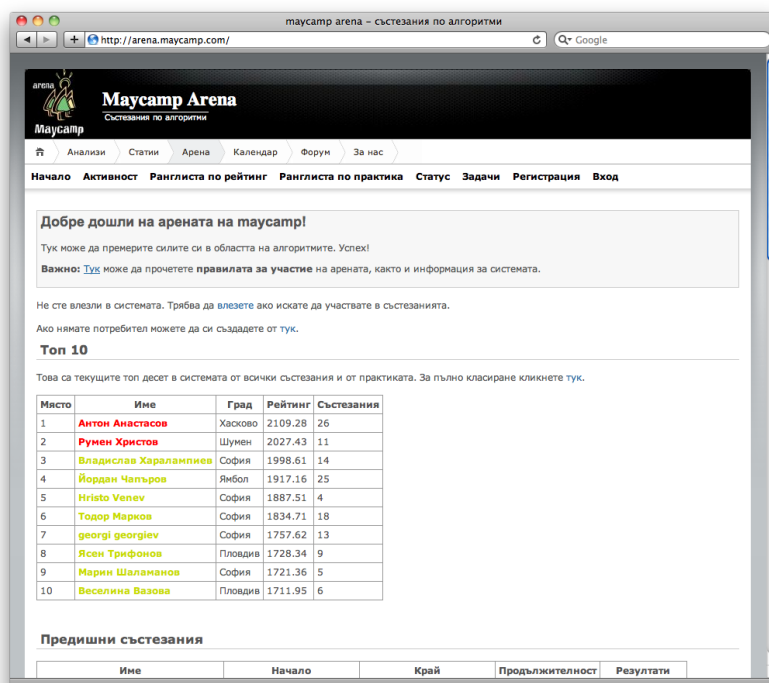 maycamp arena – състезания по алгоритми
http://arena.maycamp.com/
Google
arena
Maycamp
Maycamp Arena
Състезания по алгоритми
Анализи Статии Арена Календар Форум За нас
Начало Активност Ранглиста по рейтинг Ранглиста по практика Статус Задачи Регистрация Вход
Добре дошли на арената на maycamp!
Тук може да премерите силите си в областта на алгоритмите. Успех!
Важно: Тук може да прочетете правилата за участие на арената, както и информация за системата.
Не сте влезли в системата. Трябва да влезете ако искате да участвате в състезанията.
Ако нямате потребител можете да си създадете от тук.
Топ 10
Това са текущите топ десет в системата от всички състезания и от практиката. За пълно класиране кликнете тук.
Място Име Град Рейтинг Състезания
1 Антон Анастасов Хасково 2109.28 26
2 Румен Христов Шумен 2027.43 11
3 Владислав Харалампиев София 1998.61 14
4 Йордан Чапъров Ямбол 1917.16 25
5 Hristo Venev София 1887.51 4
6 Тодор Марков София 1834.71 18
7 georgi georgiev София 1757.62 13
8 Ясен Трифонов Пловдив 1728.34 9
9 Марин Шаламанов София 1721.36 5
10 Веселина Вазова Пловдив 1711.95 6
Предишни състезания
Име Начало Край Продължителност Резултати